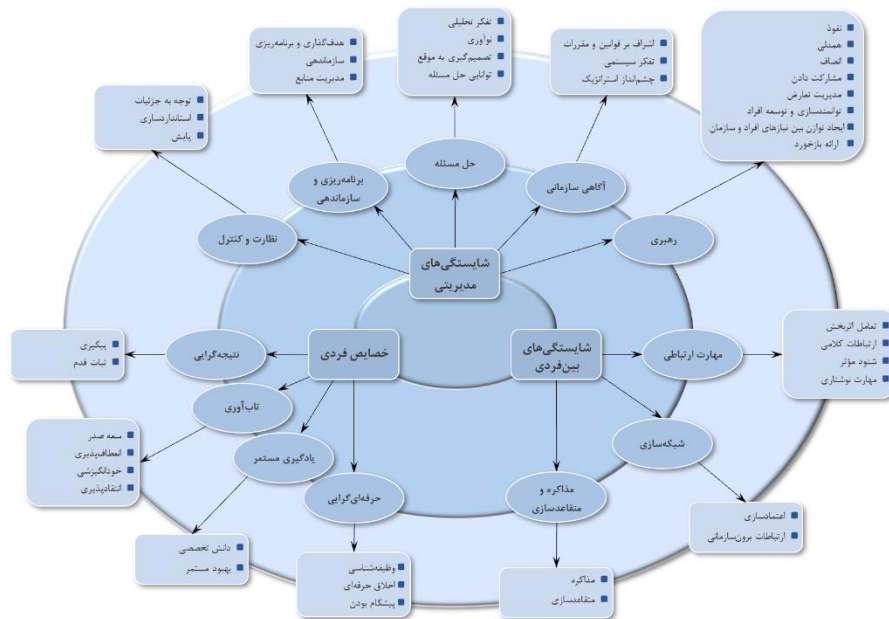 تفکر تحلیلی
نوآوری
تصمیم‌گیری به موقع
توانایی حل مسئله
هدف‌گذاری و برنامه‌ریزی
سازماندهی
مدیریت منابع
اشراف بر قوانین و مقررات
تفکر سیستمی
چشم‌انداز استراتژیک
نفوذ
همدلی
انصاف
مشارکت دادن
مدیریت تعارض
توانمندسازی و توسعه افراد
ایجاد توازن بین نیازهای افراد و سازمان
ارائه بازخورد
توجه به جزئیات
استانداردسازی
پایش
حل مسئله
آگاهی سازمانی
برنامه‌ریزی و
سازماندهی
رهبری
نظارت و کنترل
شایستگی‌های
مدیریتی
شایستگی‌های
بین‌فردی
خصایص فردی
مهارت ارتباطی
نتیجه‌گرایی
تعامل اثربخش
ارتباطات کلامی
شنود مؤثر
مهارت نوشتاری
پیگیری
ثبات قدم
تاب‌آوری
شبکه‌سازی
یادگیری مستمر
سعه صدر
انعطاف‌پذیری
خودانگیزشی
انتقادپذیری
مذاکره و
متقاعدسازی
حرفه‌ای‌گرایی
اعتمادسازی
ارتباطات برون‌سازمانی
دانش تخصصی
بهبود مستمر
وظیفه‌شناسی
اخلاق حرفه‌ای
پیشگام بودن
مذاکره
متقاعدسازی